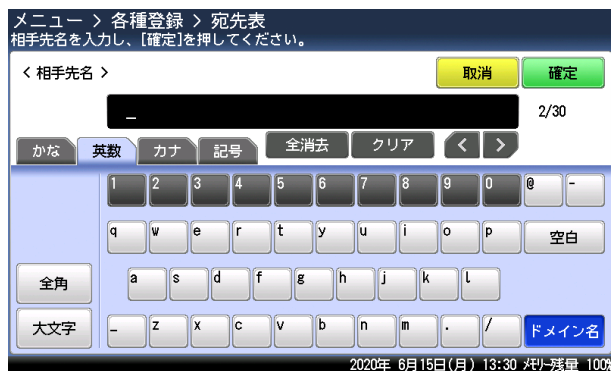 メニュー > 各種登録 > 宛先表
相手先名を入力し、[確定]を押してください。
< 相手先名 >
取消
確定
_
2/30
かな
英数
カナ
記号
全消去
クリア
<
>
1 2 3 4 5 6 7 8 9 0 @ -
q w e r t y u i o p 空白
全角 a s d f g h j k l
大文字 _ z x c v b n m . / ドメイン名
2020年 6月15日(月) 13:30 メモリー残量 100%